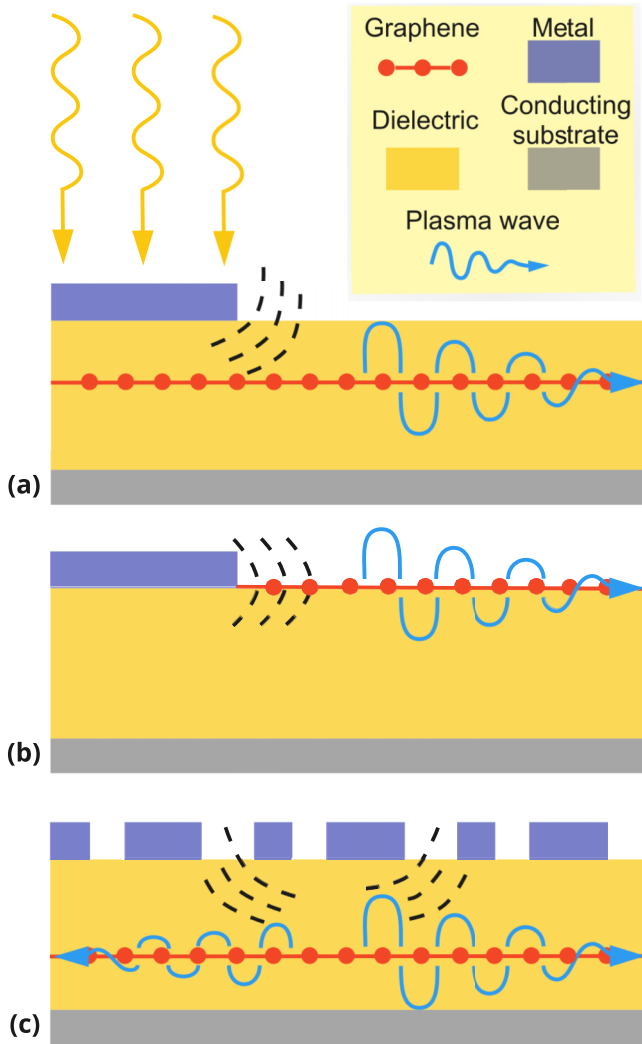 Graphene
Metal
Dielectric
Conducting
substrate
Plasma wave
(a)
(b)
(c)